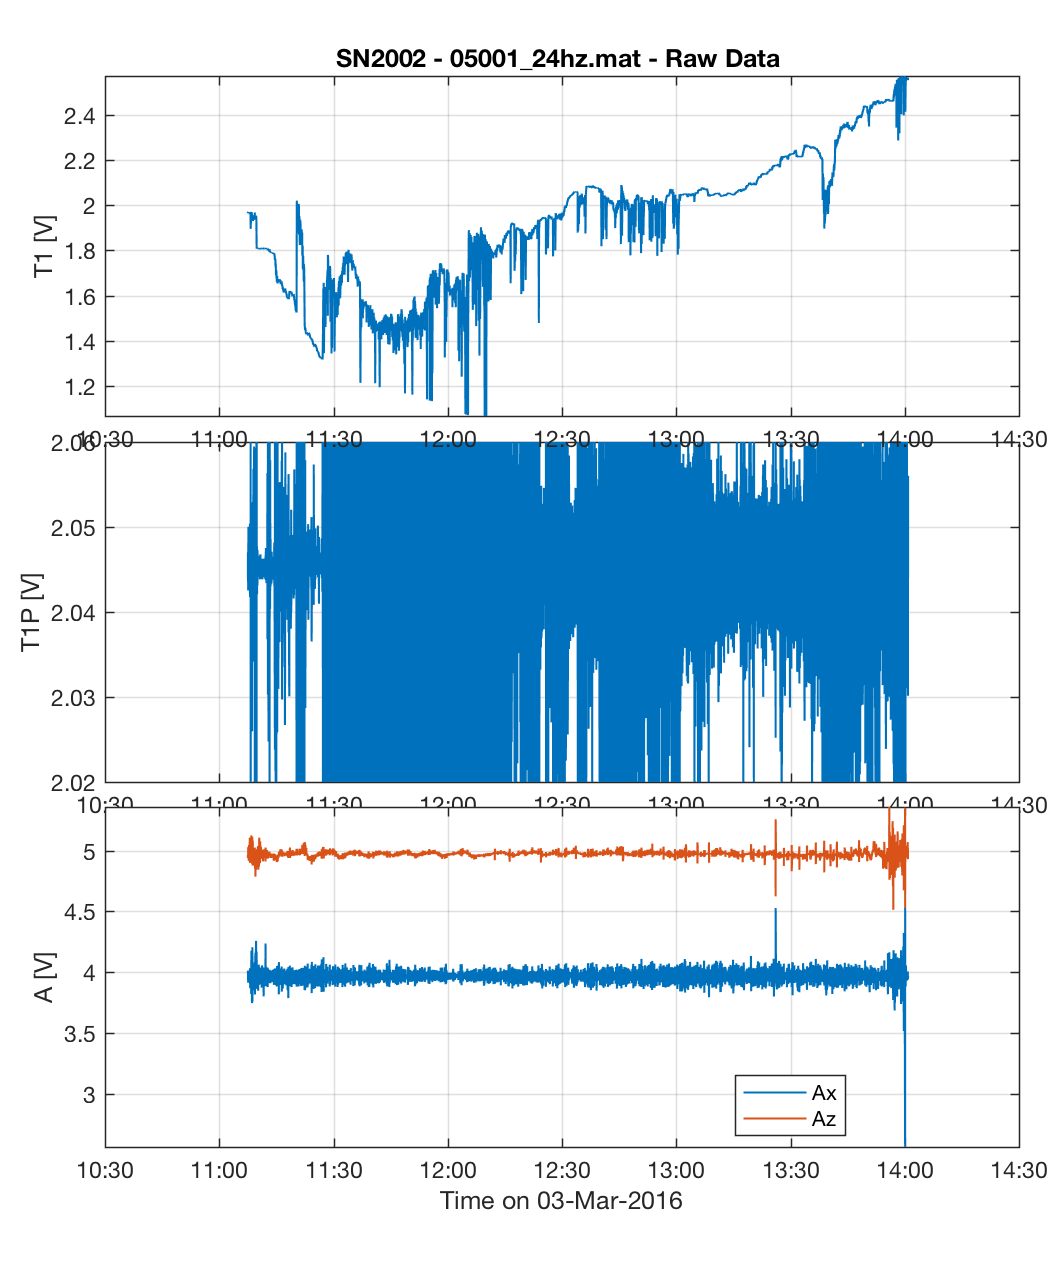 SN2002 - 05001_24hz.mat - Raw Data
T1 [V]
2.4
2.2
2
1.8
1.6
1.4
1.2
10:30 11:00 11:30 12:00 12:30 13:00 13:30 14:00 14:30
T1P [V]
2.06
2.05
2.04
2.03
2.02
10:30 11:00 11:30 12:00 12:30 13:00 13:30 14:00 14:30
A [V]
5
4.5
4
3.5
3
Ax
Az
10:30 11:00 11:30 12:00 12:30 13:00 13:30 14:00 14:30
Time on 03-Mar-2016